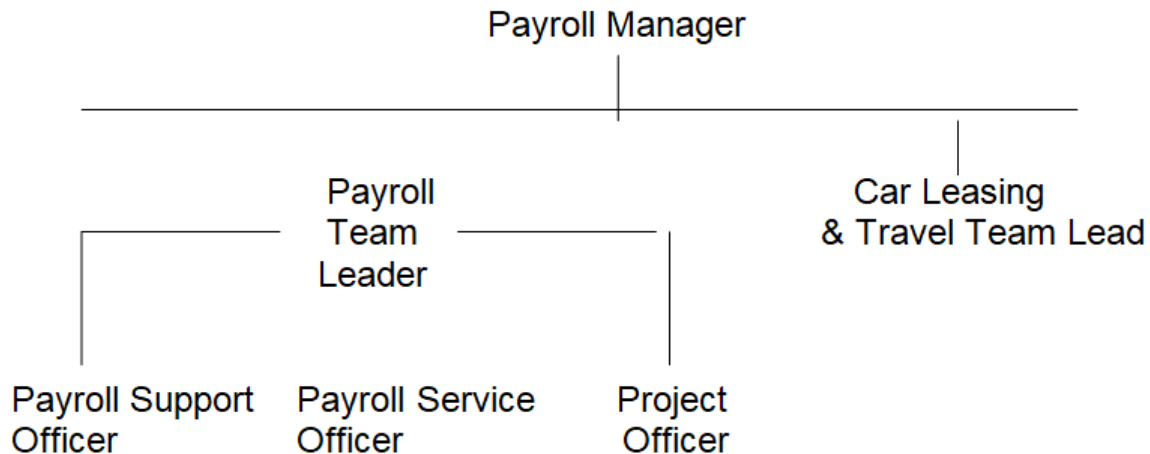 Payroll Manager
Payroll
Team
Leader
Car Leasing
& Travel Team Lead
Payroll Support
Officer
Payroll Service
Officer
Project
Officer